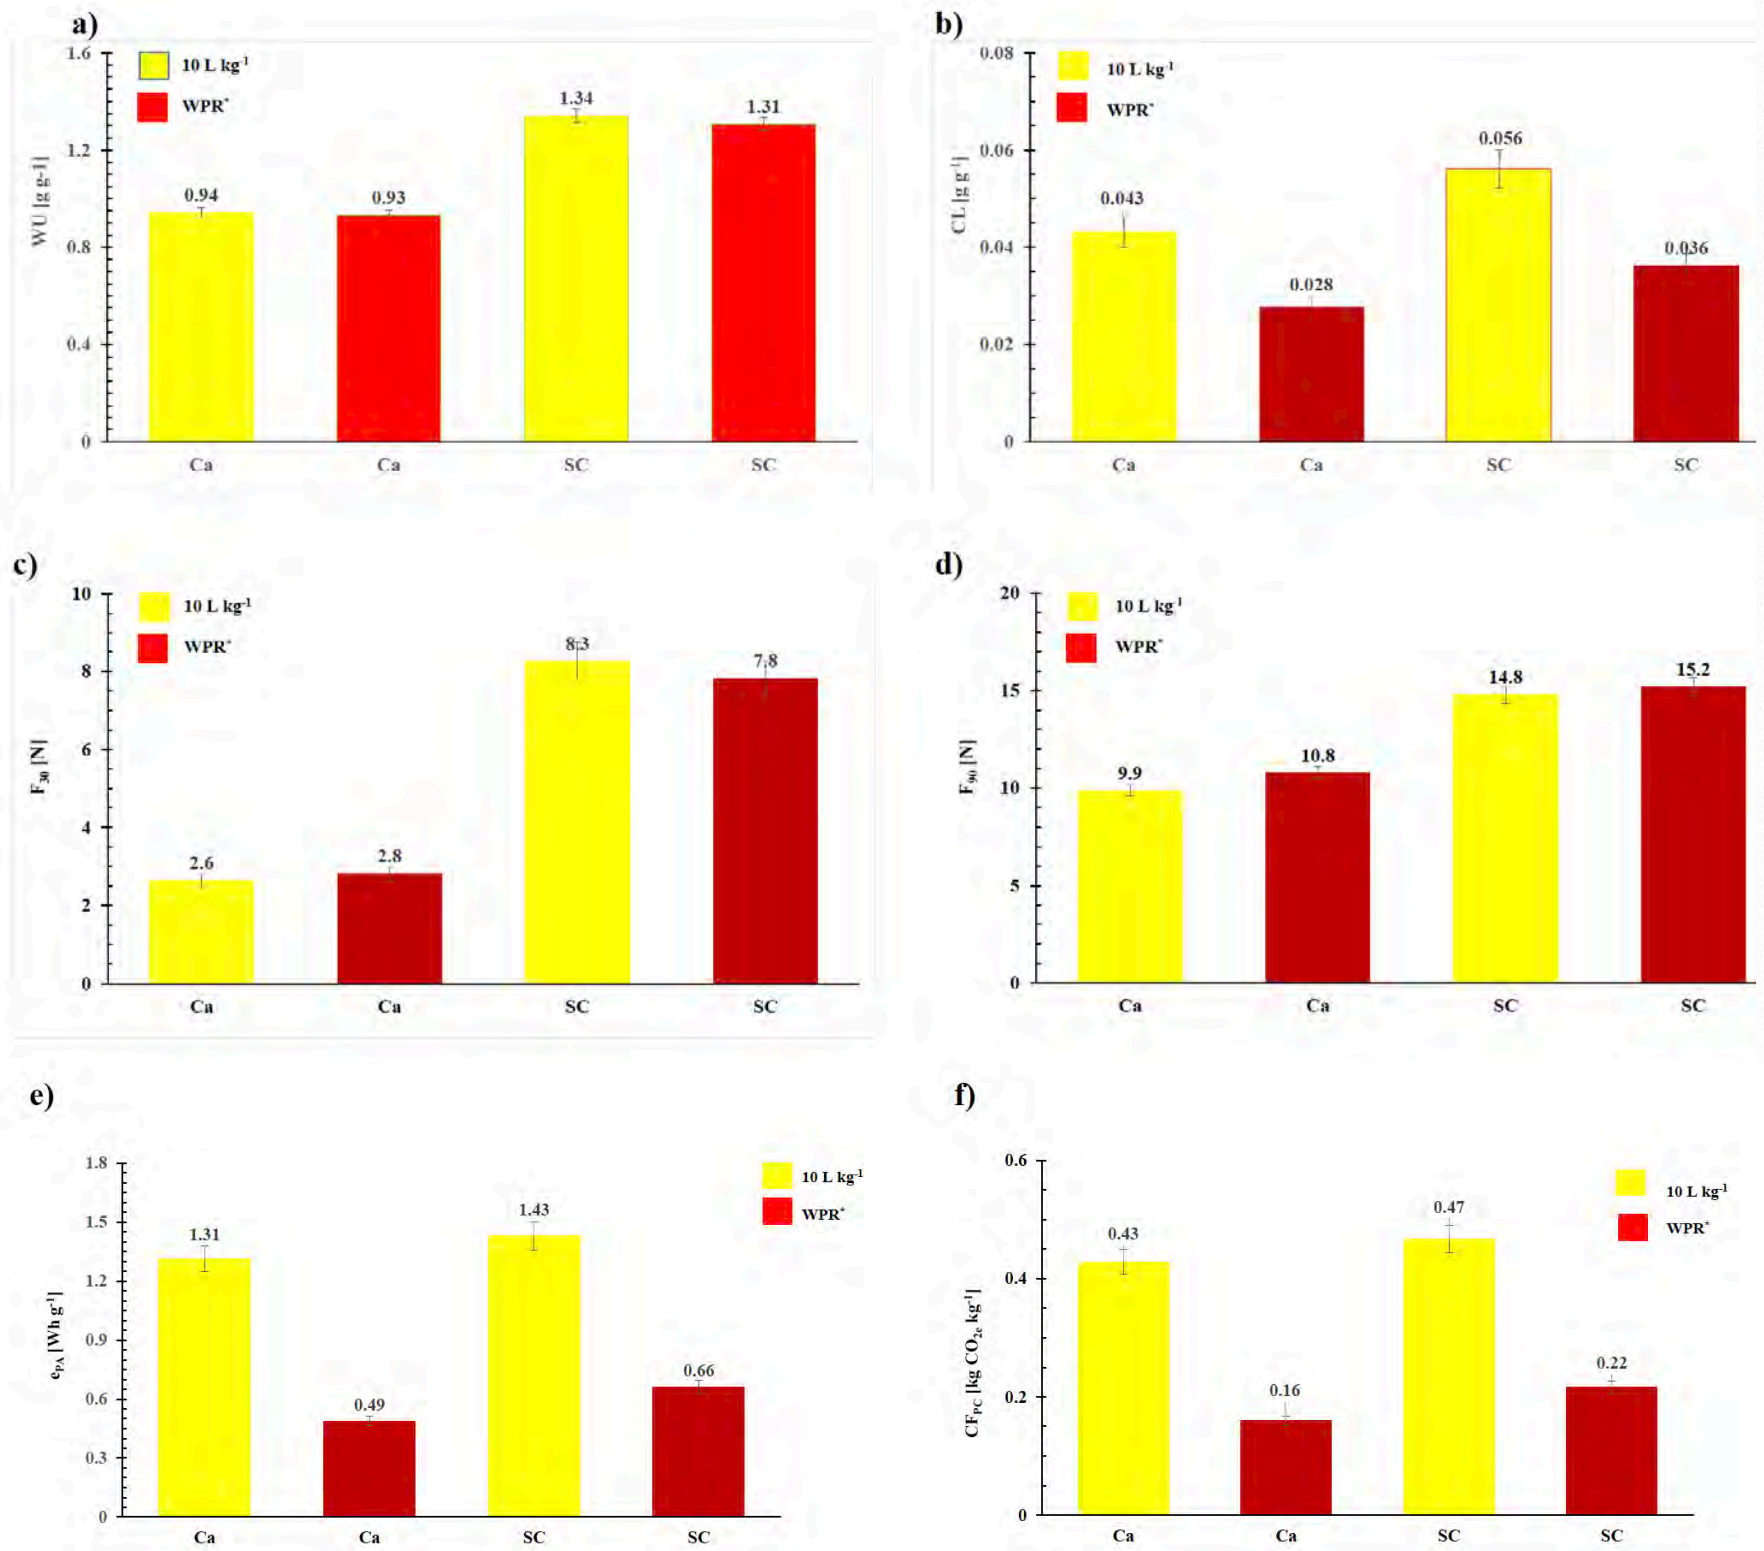 a)
1.6
1.2
0.8
0.4
0
WU [g g-1]
10 L kg⁻¹
WPR*
0.94
0.93
1.34
1.31
Ca
Ca
SC
SC
b)
0.08
0.06
0.04
0.02
0
CL [g g⁻¹]
10 L kg⁻¹
WPR*
0.043
0.028
0.056
0.036
Ca
Ca
SC
SC
c)
10
8
6
4
2
0
F₃₀ [N]
10 L kg⁻¹
WPR*
2.6
2.8
8.3
7.8
Ca
Ca
SC
SC
d)
20
15
10
5
0
F₉₀ [N]
10 L kg⁻¹
WPR*
9.9
10.8
14.8
15.2
Ca
Ca
SC
SC
e)
1.8
1.5
1.2
0.9
0.6
0.3
0
e_PA [Wh g⁻¹]
10 L kg⁻¹
WPR*
1.31
0.49
1.43
0.66
Ca
Ca
SC
SC
f)
0.6
0.4
0.2
0
CF_PC [kg CO₂ₑ kg⁻¹]
10 L kg⁻¹
WPR*
0.43
0.16
0.47
0.22
Ca
Ca
SC
SC